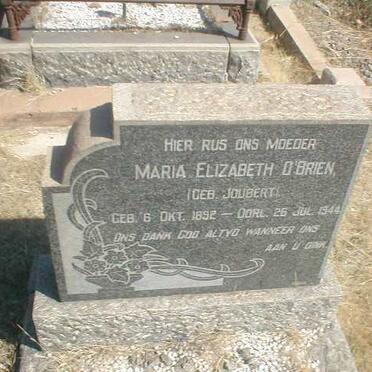 HIER RUS ONS MOEDER
MARIA ELIZABETH O'BRIEN,
(GEB. JOUBERT)
GEB. 6 OKT. 1892 — OORL. 26 JUL. 1944
ONS DANK GOD ALTYD WANNEER ONS
AAN U DINK.